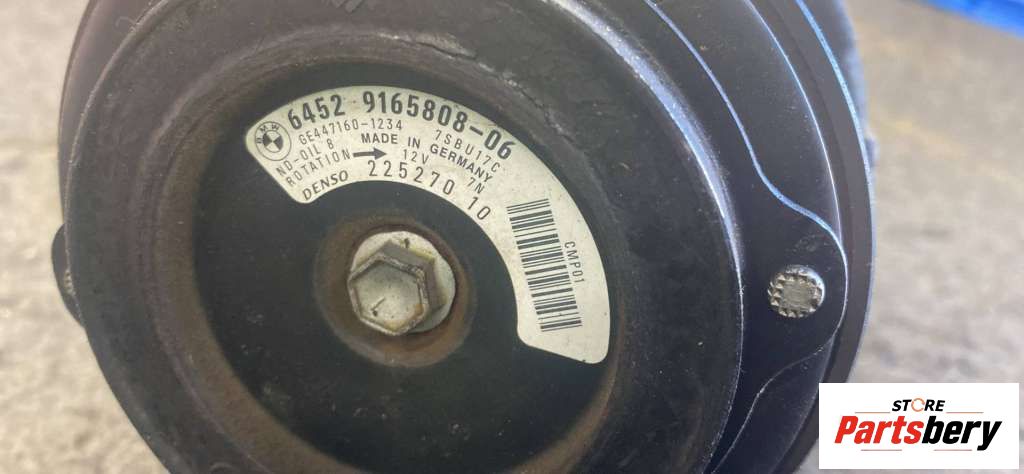 6452 9165808-06
BMW
GE447160-1234 7SBU17C
ND-OIL 8 MADE IN GERMANY
ROTATION → 12V 7N
DENSO 225270 10
CMP01
STORE
Partsbery